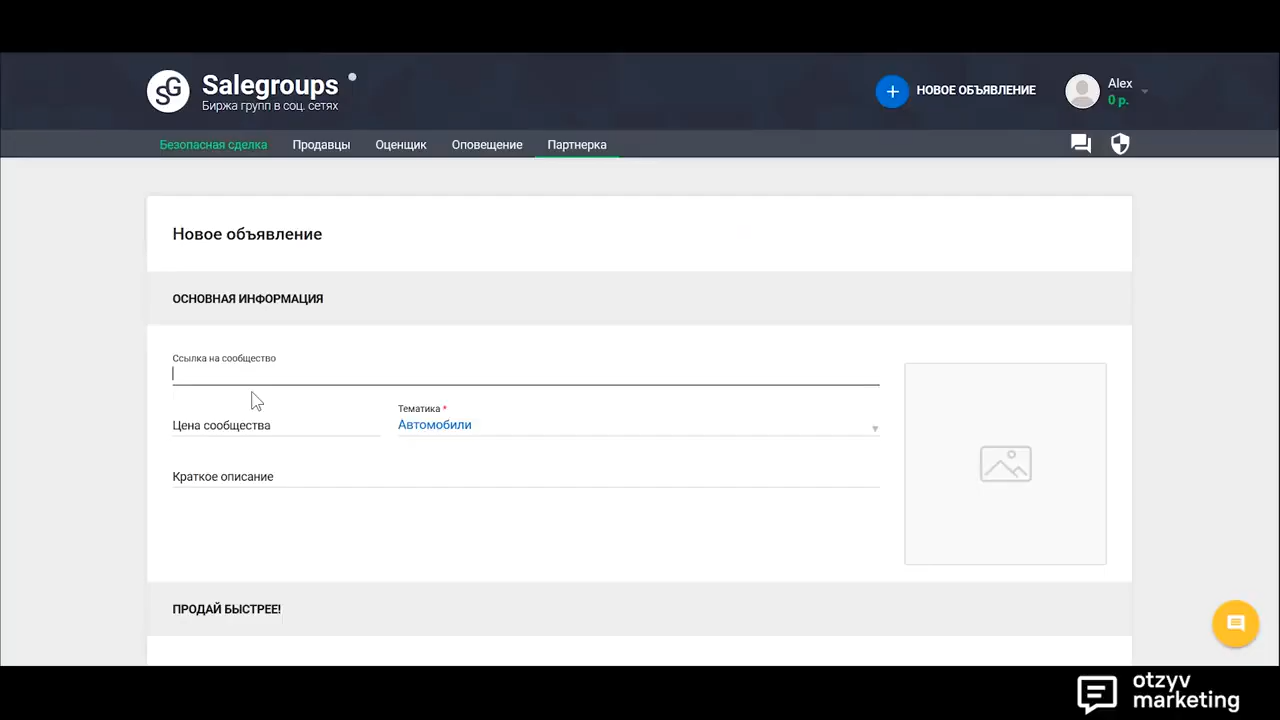 Salegroups
Биржа групп в соц. сетях
НОВОЕ ОБЪЯВЛЕНИЕ
Alex
0 р.
Безопасная сделка
Продавцы
Оценщик
Оповещение
Партнерка
Новое объявление
ОСНОВНАЯ ИНФОРМАЦИЯ
Ссылка на сообщество
Цена сообщества
Тематика *
Автомобили
Краткое описание
ПРОДАЙ БЫСТРЕЕ!
otzyv
marketing